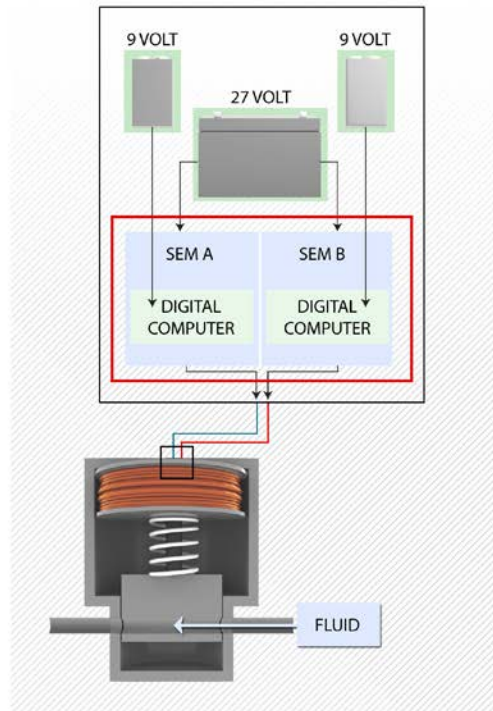 9 VOLT
9 VOLT
27 VOLT
SEM A
SEM B
DIGITAL
COMPUTER
DIGITAL
COMPUTER
FLUID